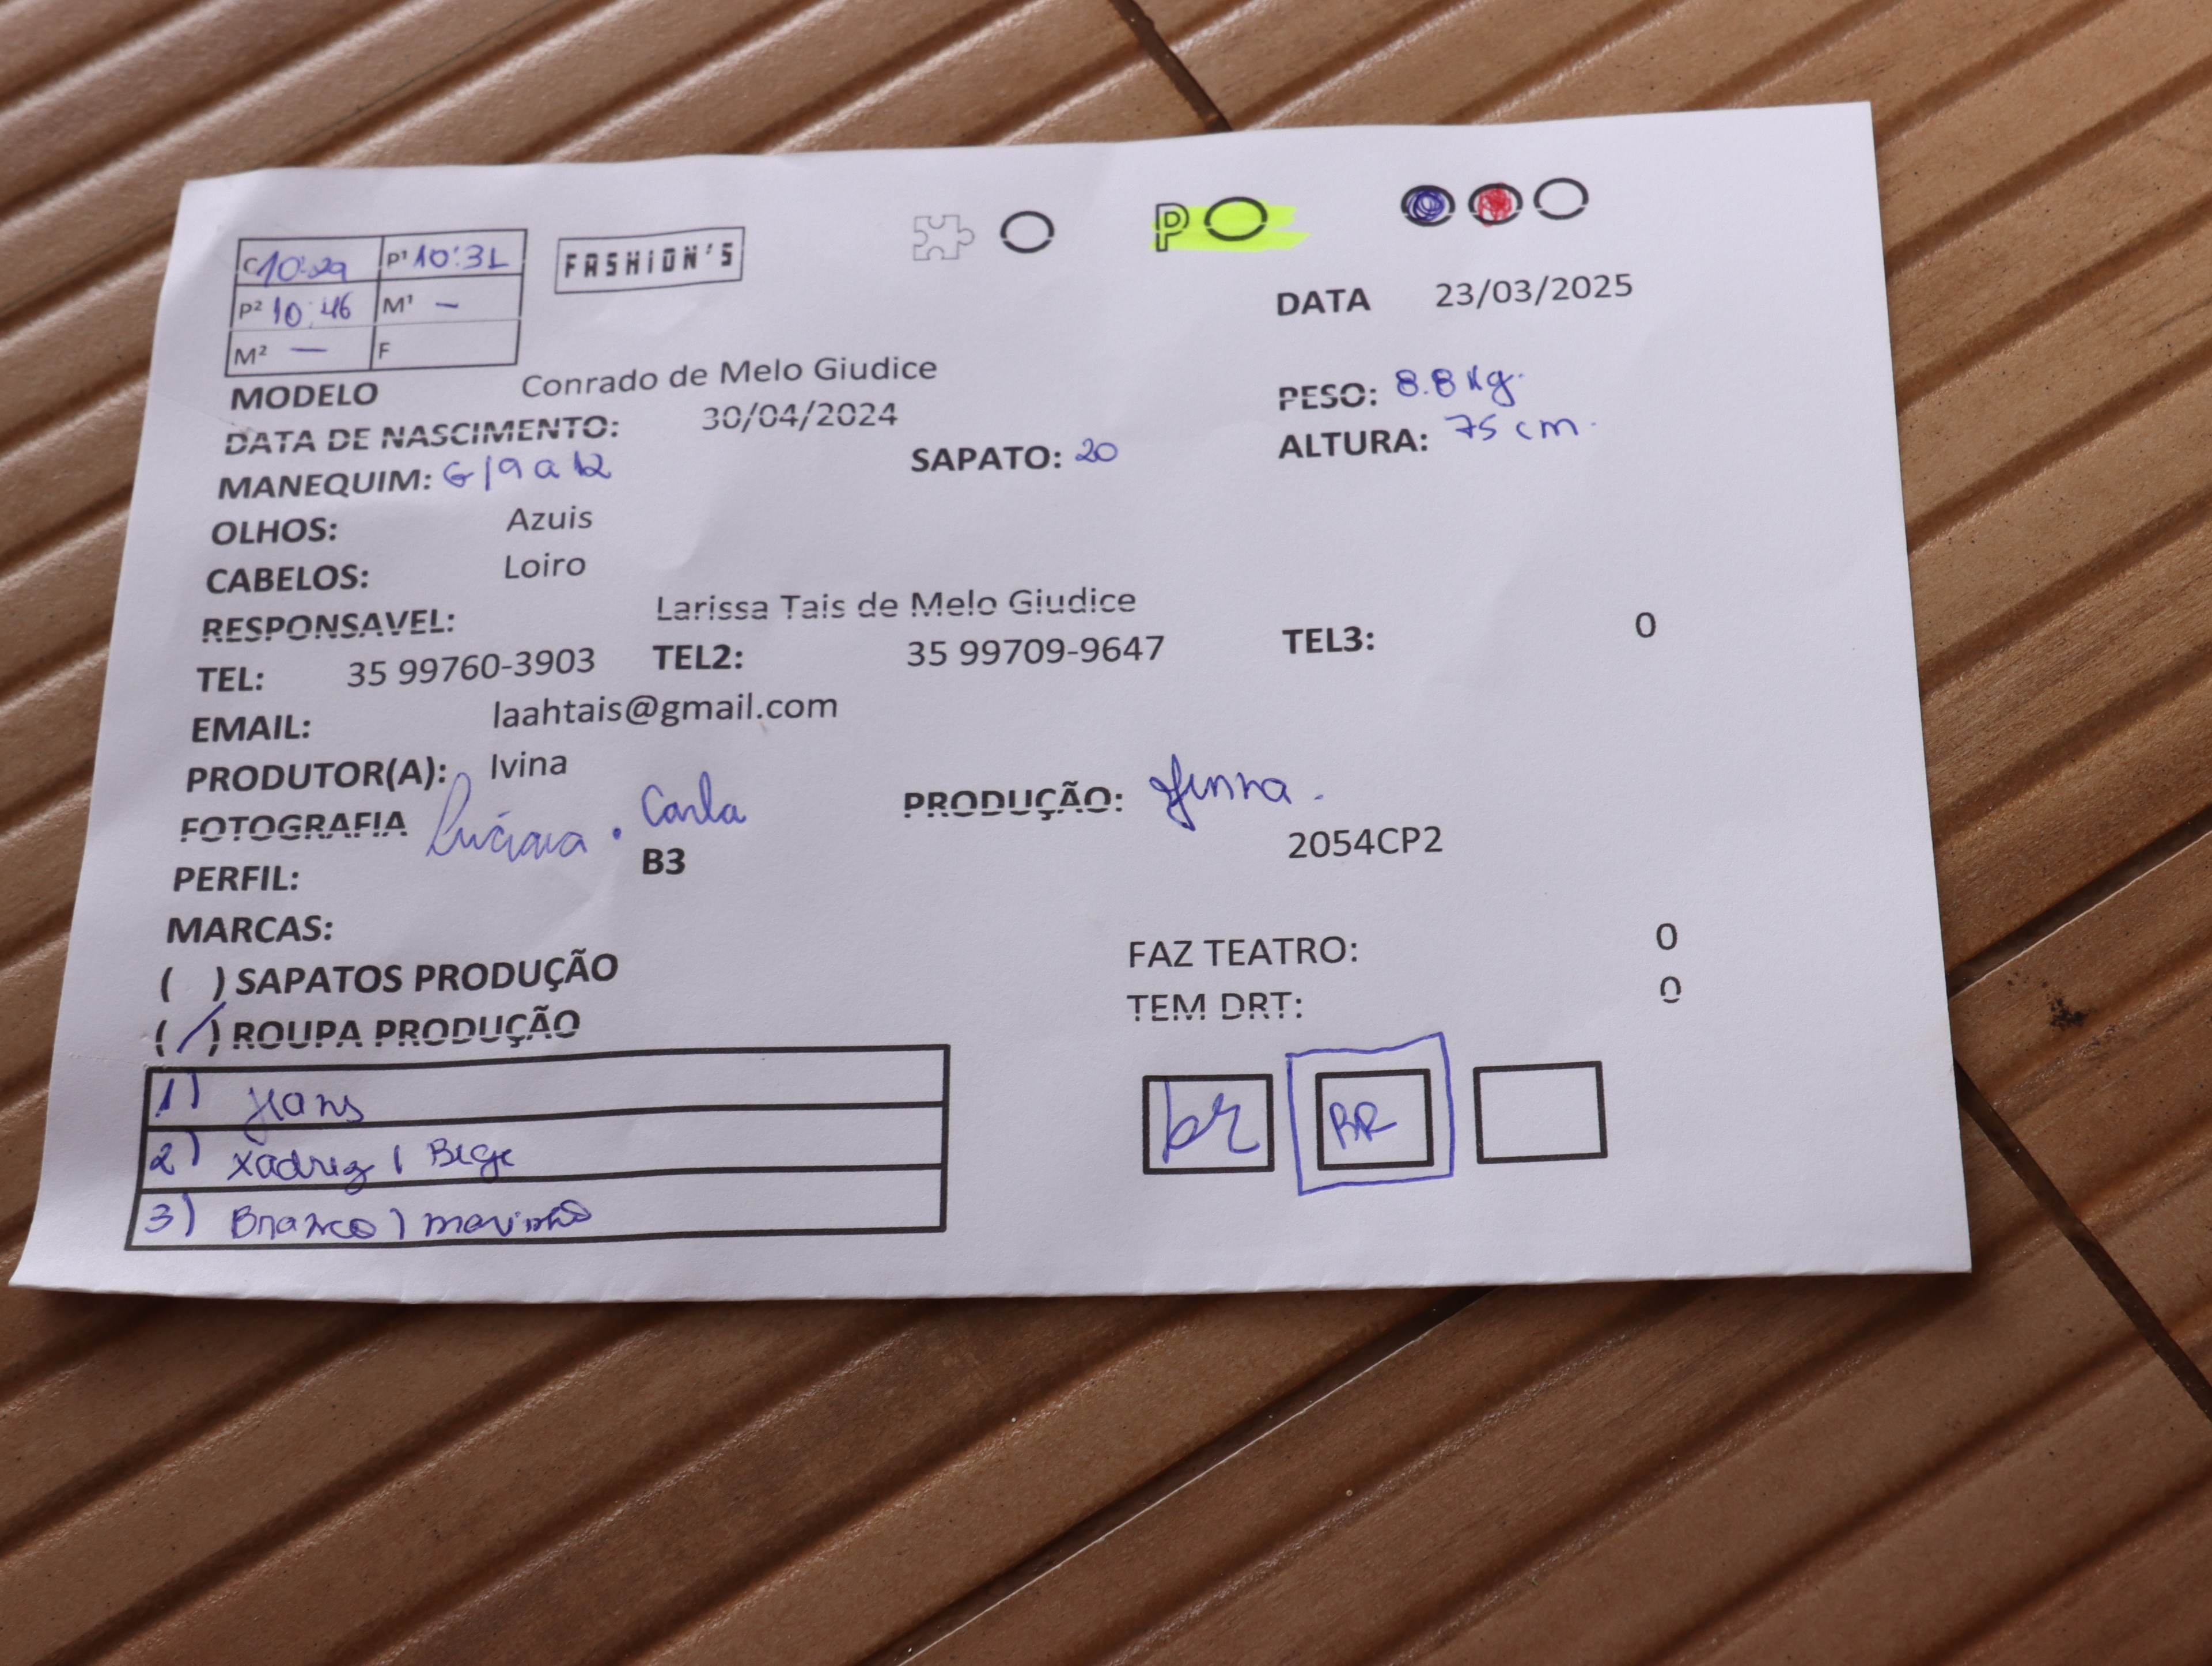 C 10:29 P¹ 10:31
P² 10:46 M¹ —
M² — F
FASHION'S
P
DATA 23/03/2025
MODELO Conrado de Melo Giudice
PESO: 8.8 Kg.
DATA DE NASCIMENTO: 30/04/2024
ALTURA: 75 cm.
MANEQUIM: G/9 a 12 SAPATO: 20
OLHOS: Azuis
CABELOS: Loiro
RESPONSAVEL: Larissa Tais de Melo Giudice
TEL: 35 99760-3903 TEL2: 35 99709-9647 TEL3: 0
EMAIL: laahtais@gmail.com
PRODUTOR(A): Ivina
FOTOGRAFIA Luciana . Carla PRODUÇÃO:
PERFIL: B3 2054CP2
MARCAS:
FAZ TEATRO: 0
( ) SAPATOS PRODUÇÃO
TEM DRT: 0
(/) ROUPA PRODUÇÃO
1) jeans
2) xadrez / Bege
3) Branco / marinho
br BR